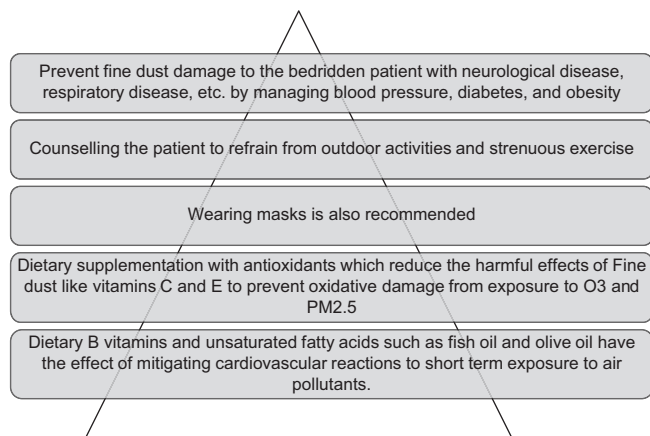 Prevent fine dust damage to the bedridden patient with neurological disease,
respiratory disease, etc. by managing blood pressure, diabetes, and obesity
Counselling the patient to refrain from outdoor activities and strenuous exercise
Wearing masks is also recommended
Dietary supplementation with antioxidants which reduce the harmful effects of Fine
dust like vitamins C and E to prevent oxidative damage from exposure to O3 and
PM2.5
Dietary B vitamins and unsaturated fatty acids such as fish oil and olive oil have
the effect of mitigating cardiovascular reactions to short term exposure to air
pollutants.